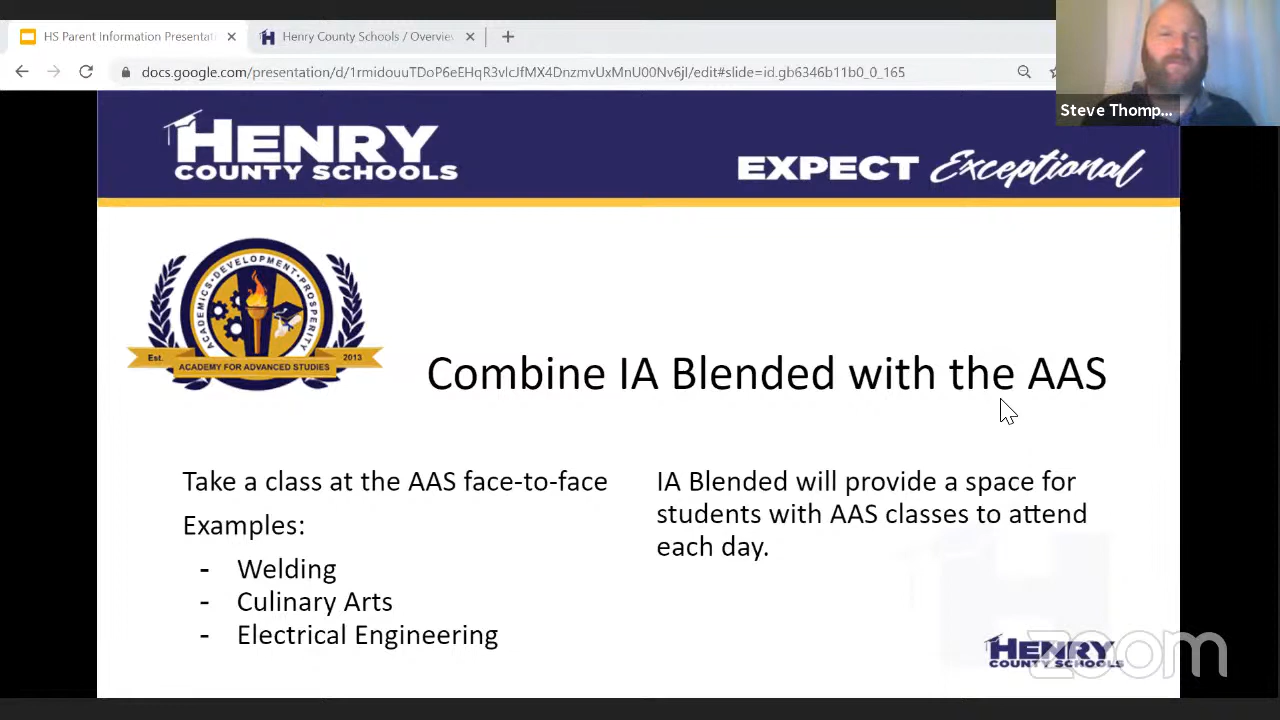 HS Parent Information Presentat
Henry County Schools / Overview
docs.google.com/presentation/d/1rmidouuTDoP6eEHqR3vlcJfMX4DnzmvUxMnU00Nv6jI/edit#slide=id.gb6346b11b0_0_165
Steve Thomp...
HENRY
COUNTY SCHOOLS
EXPECT Exceptional
ACADEMICS • DEVELOPMENT • PROSPERITY
Est. 2013
ACADEMY FOR ADVANCED STUDIES
Combine IA Blended with the AAS
Take a class at the AAS face-to-face
Examples:
- Welding
- Culinary Arts
- Electrical Engineering
IA Blended will provide a space for
students with AAS classes to attend
each day.
HENRY
COUNTY SCHOOLS
zoom